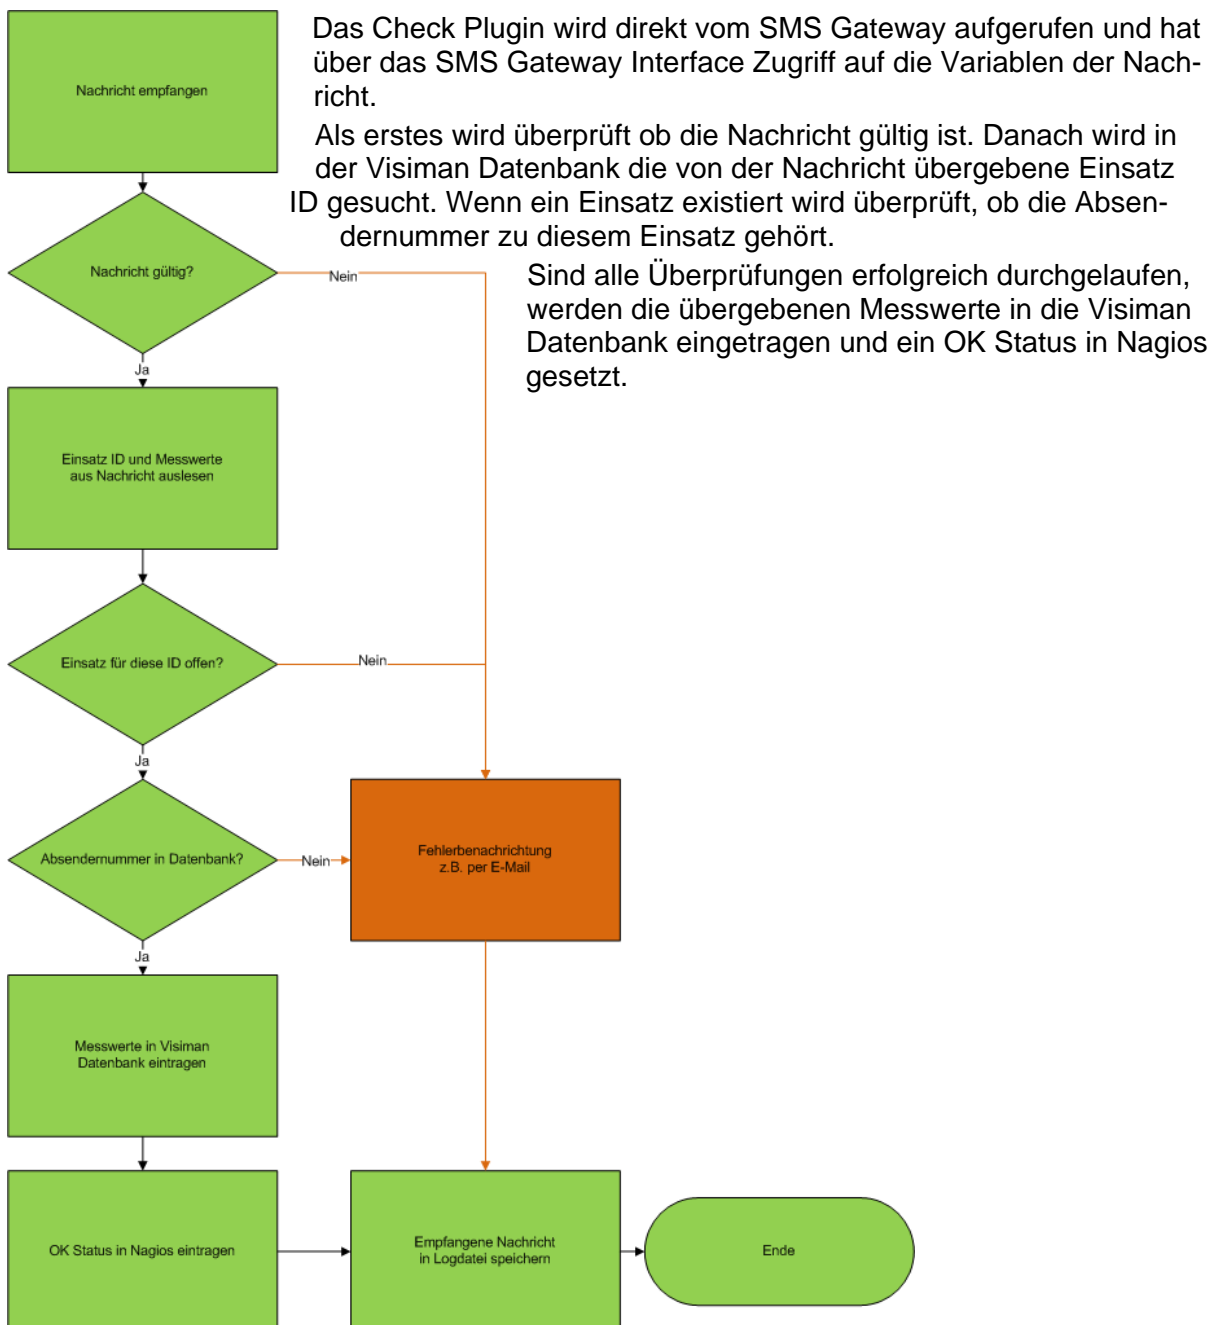 Das Check Plugin wird direkt vom SMS Gateway aufgerufen und hat
über das SMS Gateway Interface Zugriff auf die Variablen der Nach-
richt.
Als erstes wird überprüft ob die Nachricht gültig ist. Danach wird in
der Visiman Datenbank die von der Nachricht übergebene Einsatz
ID gesucht. Wenn ein Einsatz existiert wird überprüft, ob die Absen-
dernummer zu diesem Einsatz gehört.
Sind alle Überprüfungen erfolgreich durchgelaufen,
werden die übergebenen Messwerte in die Visiman
Datenbank eingetragen und ein OK Status in Nagios
gesetzt.
Nachricht empfangen
Nachricht gültig?
Nein
Ja
Einsatz ID und Messwerte
aus Nachricht auslesen
Einsatz für diese ID offen?
Nein
Ja
Absendernummer in Datenbank?
Nein
Fehlerbenachrichtung
z.B. per E-Mail
Ja
Messwerte in Visiman
Datenbank eintragen
OK Status in Nagios eintragen
Empfangene Nachricht
in Logdatei speichern
Ende